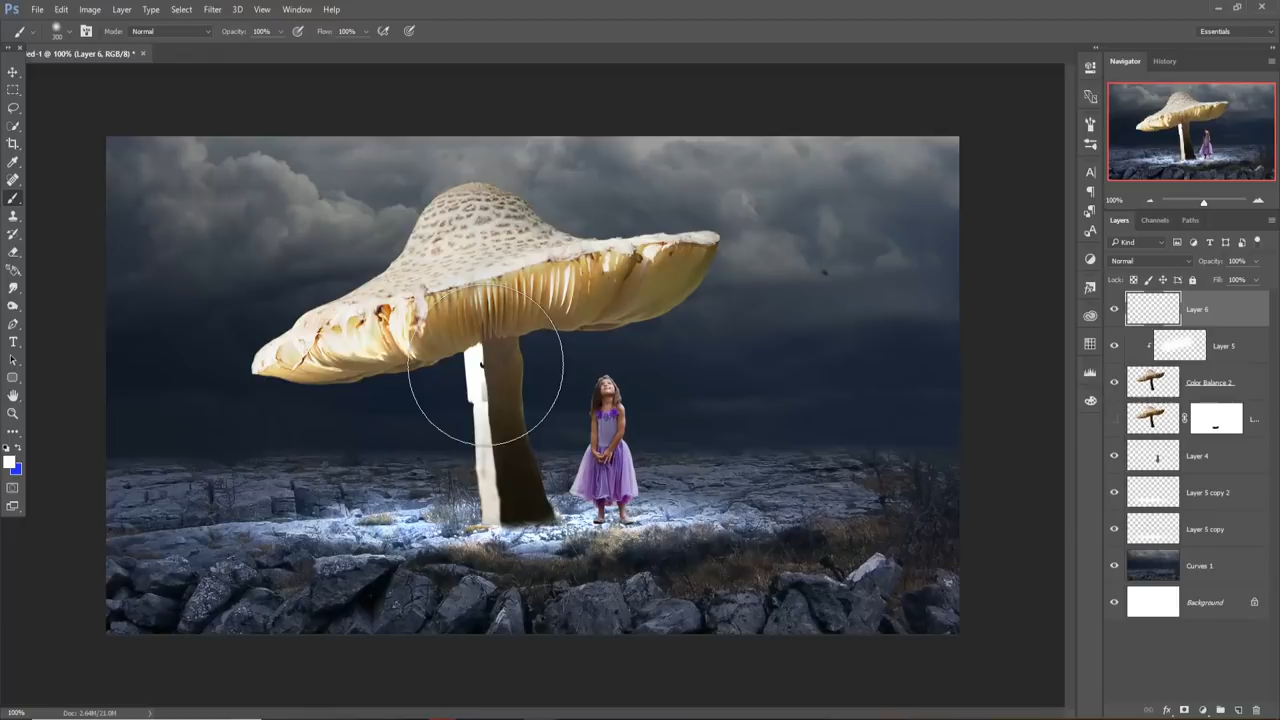 Ps File Edit Image Layer Type Select Filter 3D View Window Help
300 Mode: Normal Opacity: 100% Flow: 100% Essentials
ed-1 @ 100% (Layer 6, RGB/8) *
Navigator History
100%
Layers Channels Paths
Kind
Normal Opacity: 100%
Lock: Fill: 100%
Layer 6
Layer 5
Color Balance 2
L...
Layer 4
Layer 5 copy 2
Layer 5 copy
Curves 1
Background
100% Doc: 2.64M/21.0M